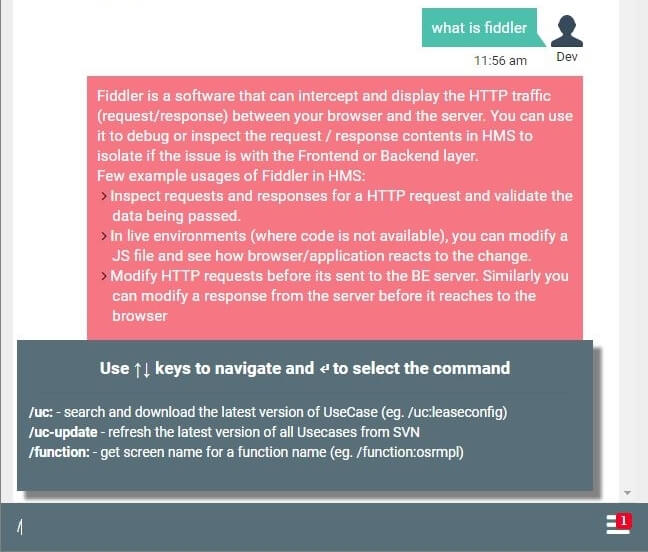 what is fiddler
11:56 am
Dev
Fiddler is a software that can intercept and display the HTTP traffic
(request/response) between your browser and the server. You can use
it to debug or inspect the request / response contents in HMS to
isolate if the issue is with the Frontend or Backend layer.
Few example usages of Fiddler in HMS:
> Inspect requests and responses for a HTTP request and validate the
data being passed.
> In live environments (where code is not available), you can modify a
JS file and see how browser/application reacts to the change.
> Modify HTTP requests before its sent to the BE server. Similarly you
can modify a response from the server before it reaches to the
browser
Use ↑↓ keys to navigate and ↵ to select the command
/uc: - search and download the latest version of UseCase (eg. /uc:leaseconfig)
/uc-update - refresh the latest version of all Usecases from SVN
/function: - get screen name for a function name (eg. /function:osrmpl)
/
1